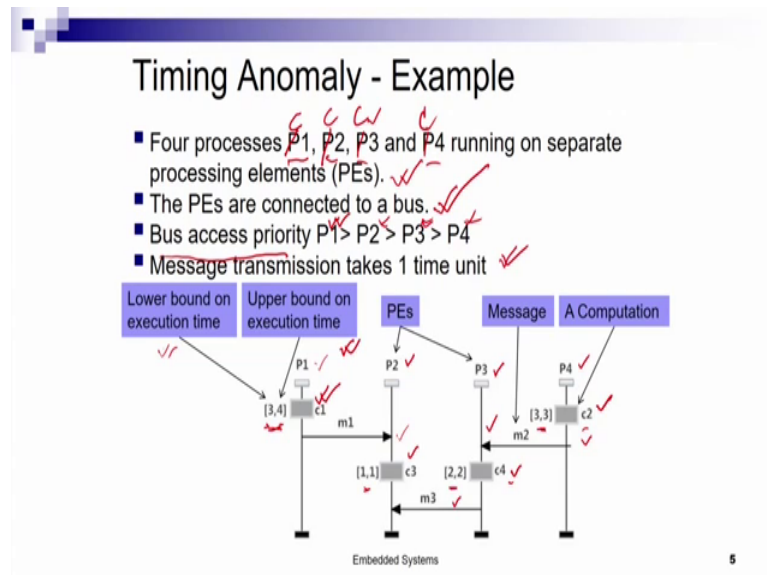 Timing Anomaly - Example
Four processes P1, P2, P3 and P4 running on separate
processing elements (PEs).
The PEs are connected to a bus.
Bus access priority P1> P2 > P3 > P4
Message transmission takes 1 time unit
Lower bound on
execution time
Upper bound on
execution time
PEs
Message
A Computation
P1
P2
P3
P4
[3,4] c1
[3,3] c2
m1
m2
[1,1] c3
[2,2] c4
m3
Embedded Systems
5